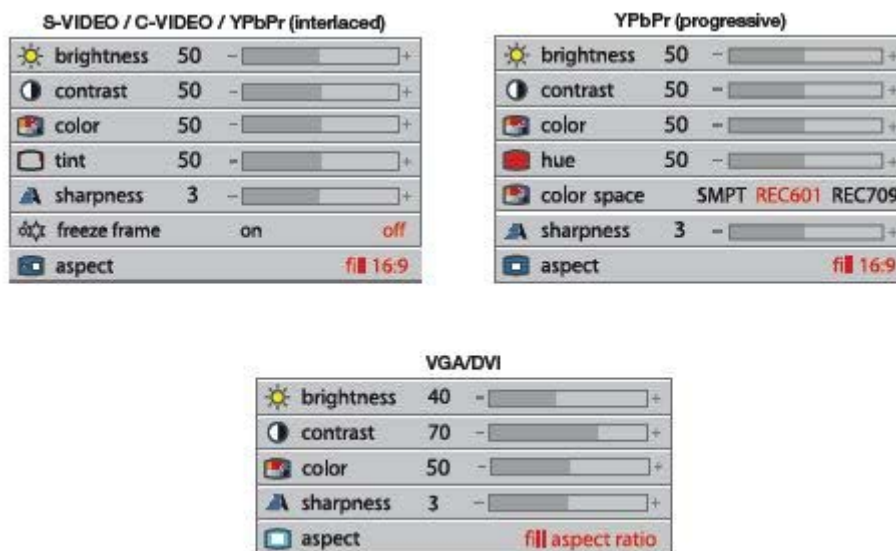 S-VIDEO / C-VIDEO / YPbPr (interlaced)
brightness 50 - +
contrast 50 - +
color 50 - +
tint 50 - +
sharpness 3 - +
freeze frame on off
aspect fill 16:9
YPbPr (progressive)
brightness 50 - +
contrast 50 - +
color 50 - +
hue 50 - +
color space SMPT REC601 REC709
sharpness 3 - +
aspect fill 16:9
VGA/DVI
brightness 40 - +
contrast 70 - +
color 50 - +
sharpness 3 - +
aspect fill aspect ratio